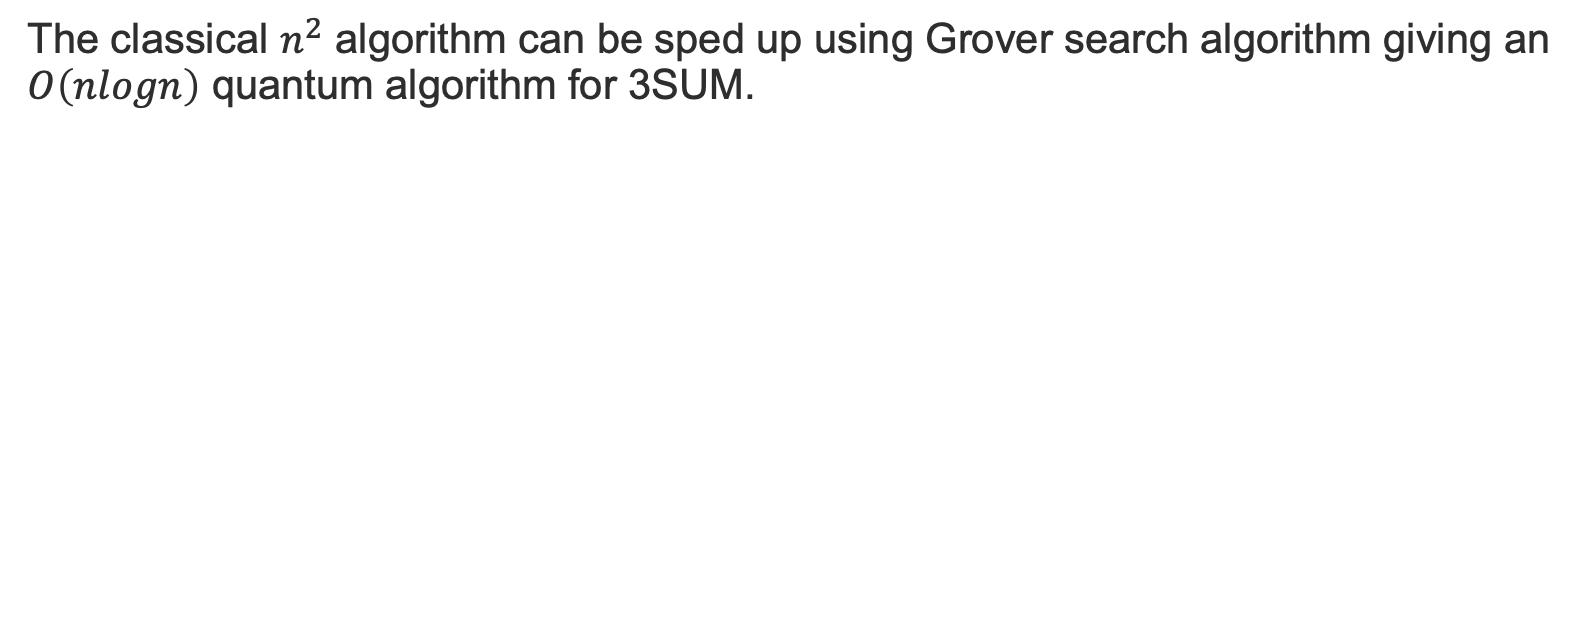 The classical n² algorithm can be sped up using Grover search algorithm giving an
O(nlogn) quantum algorithm for 3SUM.